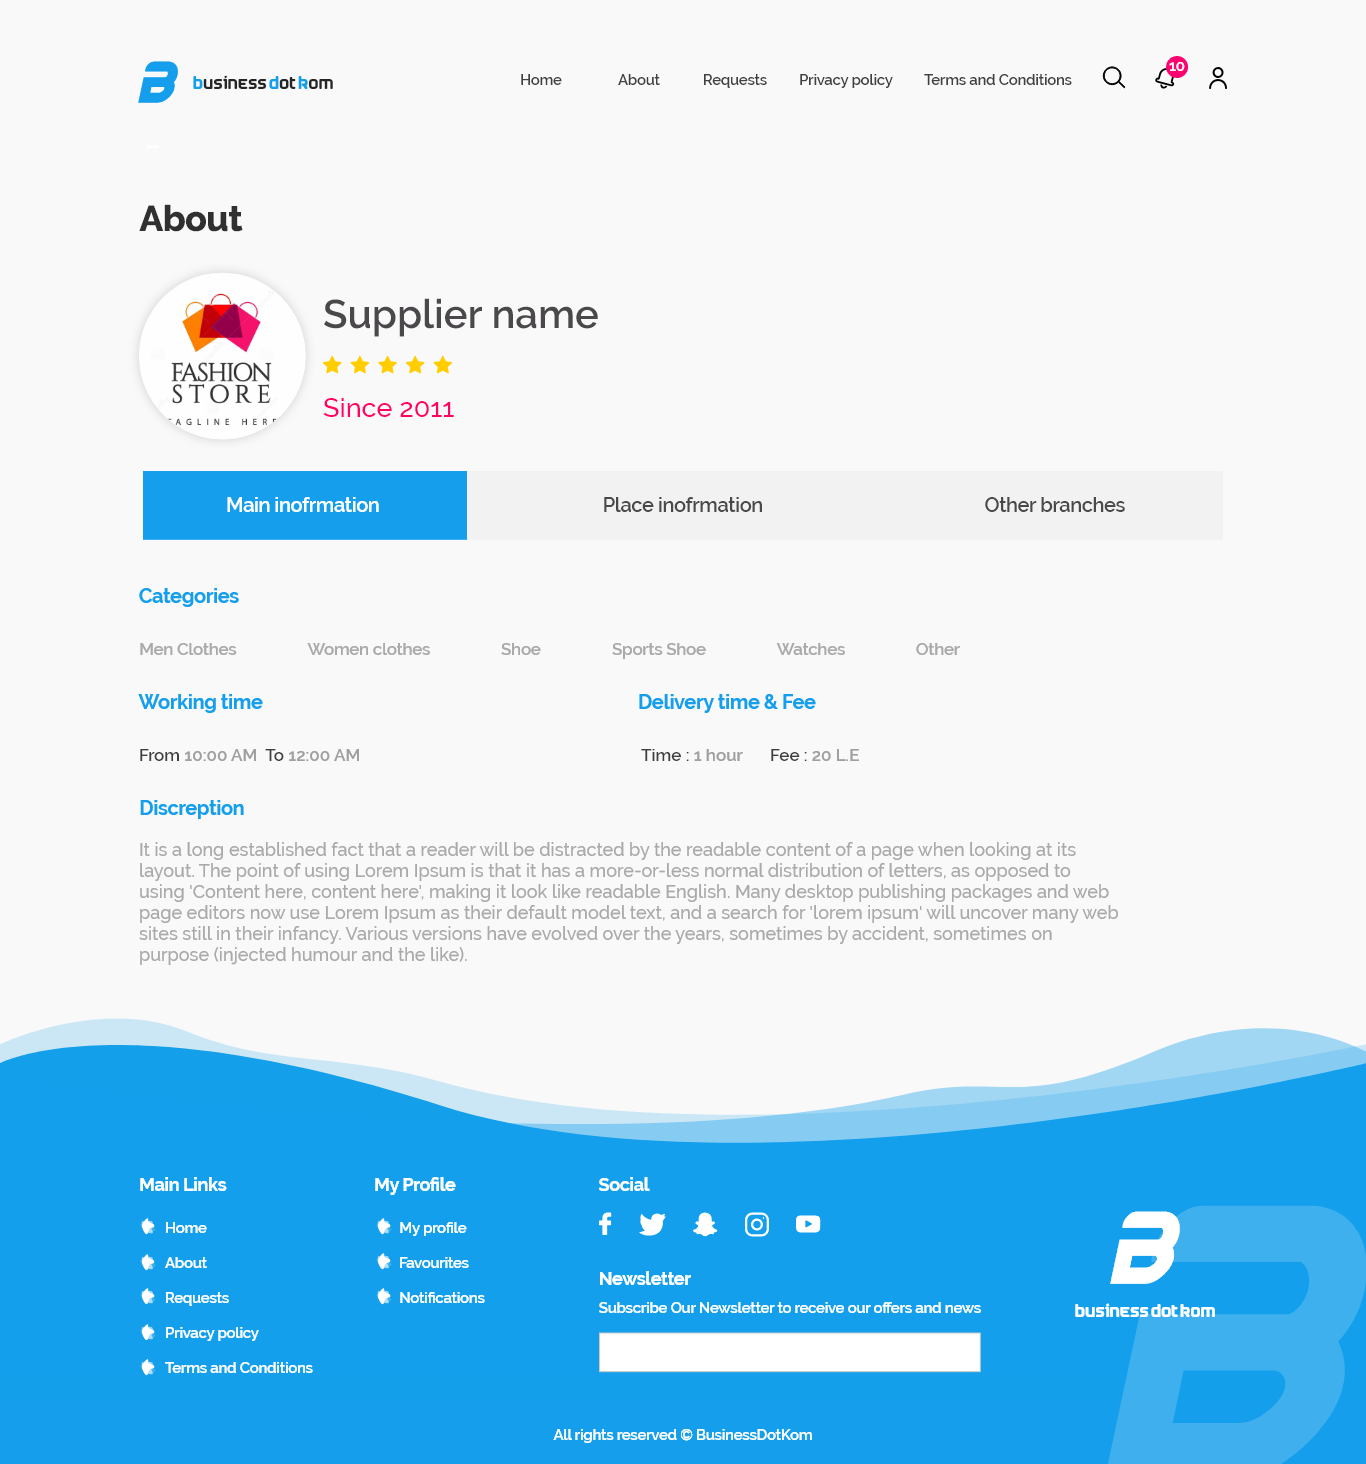 business dot kom
Home About Requests Privacy policy Terms and Conditions 10
About
FASHION
STORE
TAGLINE HERE
Supplier name
Since 2011
Main inofrmation Place inofrmation Other branches
Categories
Men Clothes Women clothes Shoe Sports Shoe Watches Other
Working time Delivery time & Fee
From 10:00 AM To 12:00 AM Time : 1 hour Fee : 20 L.E
Discreption
It is a long established fact that a reader will be distracted by the readable content of a page when looking at its
layout. The point of using Lorem Ipsum is that it has a more-or-less normal distribution of letters, as opposed to
using 'Content here, content here', making it look like readable English. Many desktop publishing packages and web
page editors now use Lorem Ipsum as their default model text, and a search for 'lorem ipsum' will uncover many web
sites still in their infancy. Various versions have evolved over the years, sometimes by accident, sometimes on
purpose (injected humour and the like).
Main Links
Home
About
Requests
Privacy policy
Terms and Conditions
My Profile
My profile
Favourites
Notifications
Social
Newsletter
Subscribe Our Newsletter to receive our offers and news
business dot kom
All rights reserved © BusinessDotKom